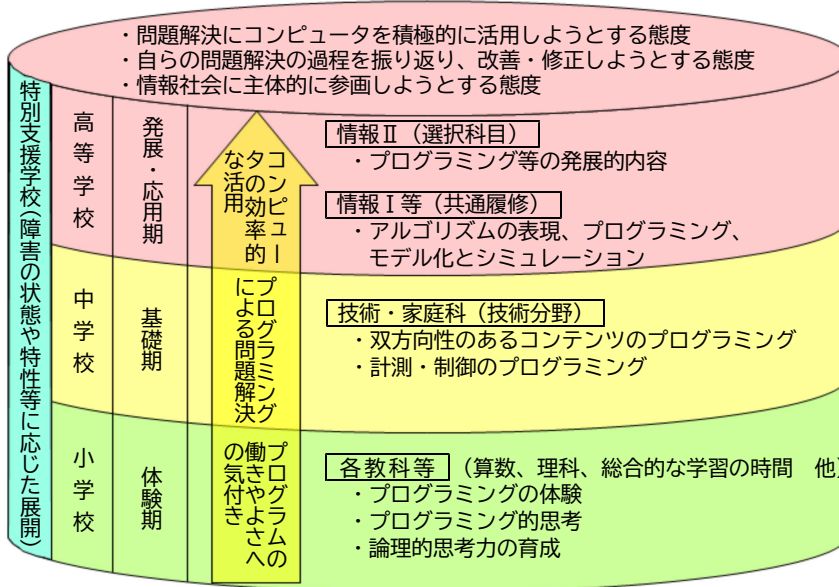 ・問題解決にコンピュータを積極的に活用しようとする態度
・自らの問題解決の過程を振り返り、改善・修正しようとする態度
・情報社会に主体的に参画しようとする態度
特別支援学校(障害の状態や特性等に応じた展開)
高等学校
発展・応用期
コンピュー
タの効率的
な活用
情報Ⅱ（選択科目）
・プログラミング等の発展的内容
情報Ⅰ等（共通履修）
・アルゴリズムの表現、プログラミング、
モデル化とシミュレーション
中学校
基礎期
プログラミング
による問題解決
技術・家庭科（技術分野）
・双方向性のあるコンテンツのプログラミング
・計測・制御のプログラミング
小学校
体験期
プログラムの
働きやよさへ
の気付き
各教科等（算数、理科、総合的な学習の時間　他）
・プログラミングの体験
・プログラミング的思考
・論理的思考力の育成